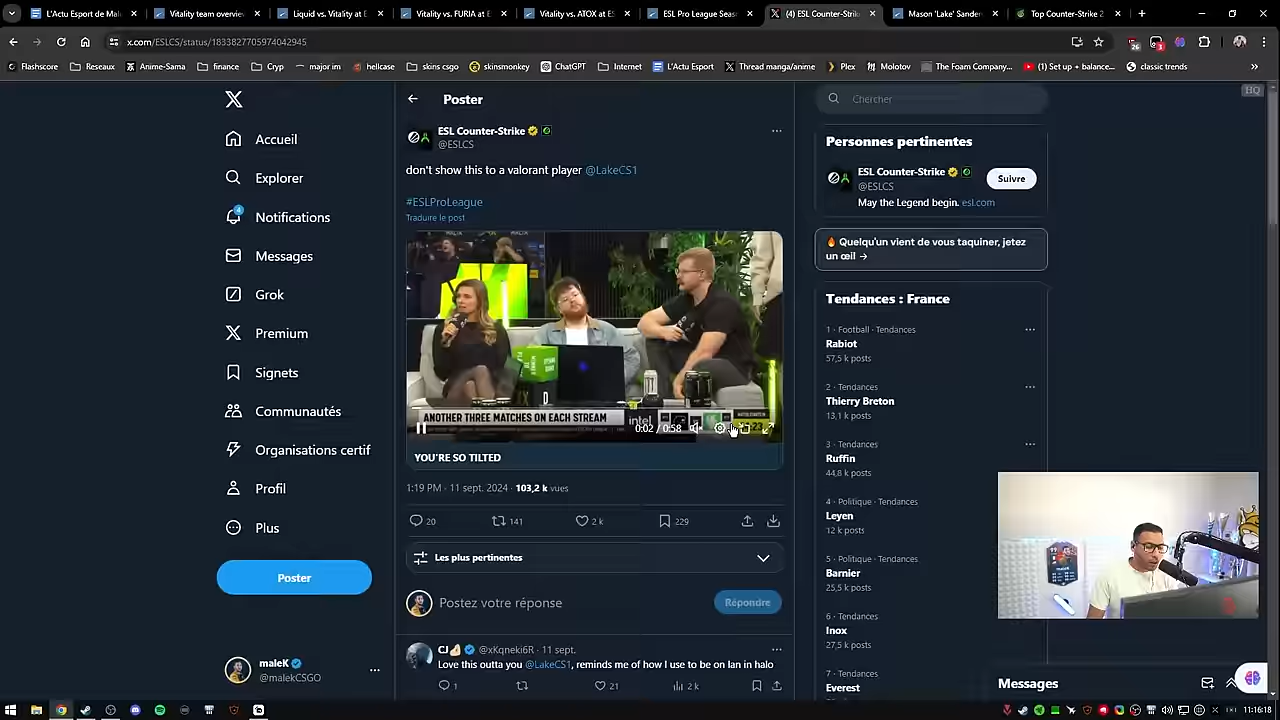 L'Actu Esport de Mal
Vitality team overvie
Liquid vs. Vitality at E
Vitality vs. FURIA at E
Vitality vs. ATOX at ES
ESL Pro League Seas
(4) ESL Counter-Strik
Mason 'Lake' Sander
Top Counter-Strike 2
x.com/ESLCS/status/1833827705974042945
Flashscore
Reseaux
Anime-Sama
finance
Cryp
major im
hellcase
skins csgo
skinsmonkey
ChatGPT
Internet
L'Actu Esport
Thread manga/anime
Plex
Molotov
The Foam Company...
(1) Set up + balance...
classic trends
HQ
Accueil
Explorer
4
Notifications
Messages
Grok
Premium
Signets
Communautés
Organisations certif
Profil
Plus
Poster
maleK
@malekCSGO
Poster
ESL Counter-Strike
@ESLCS
don't show this to a valorant player @LakeCS1
#ESLProLeague
Traduire le post
ANOTHER THREE MATCHES ON EACH STREAM
intel
0:02 / 0:58
YOU'RE SO TILTED
1:19 PM · 11 sept. 2024 · 103,2 k vues
20
141
2 k
229
Les plus pertinentes
Postez votre réponse
Répondre
CJ @xKqneki6R · 11 sept.
Love this outta you @LakeCS1, reminds me of how I use to be on lan in halo
1
21
2 k
Chercher
Personnes pertinentes
ESL Counter-Strike
@ESLCS
Suivre
May the Legend begin. esl.com
Quelqu'un vient de vous taquiner, jetez
un œil →
Tendances : France
1 · Football · Tendances
Rabiot
57,5 k posts
2 · Tendances
Thierry Breton
13,1 k posts
3 · Tendances
Ruffin
44,8 k posts
4 · Politique · Tendances
Leyen
12 k posts
5 · Politique · Tendances
Barnier
25,5 k posts
6 · Tendances
Inox
27,5 k posts
7 · Tendances
Everest
Messages
11:16:18